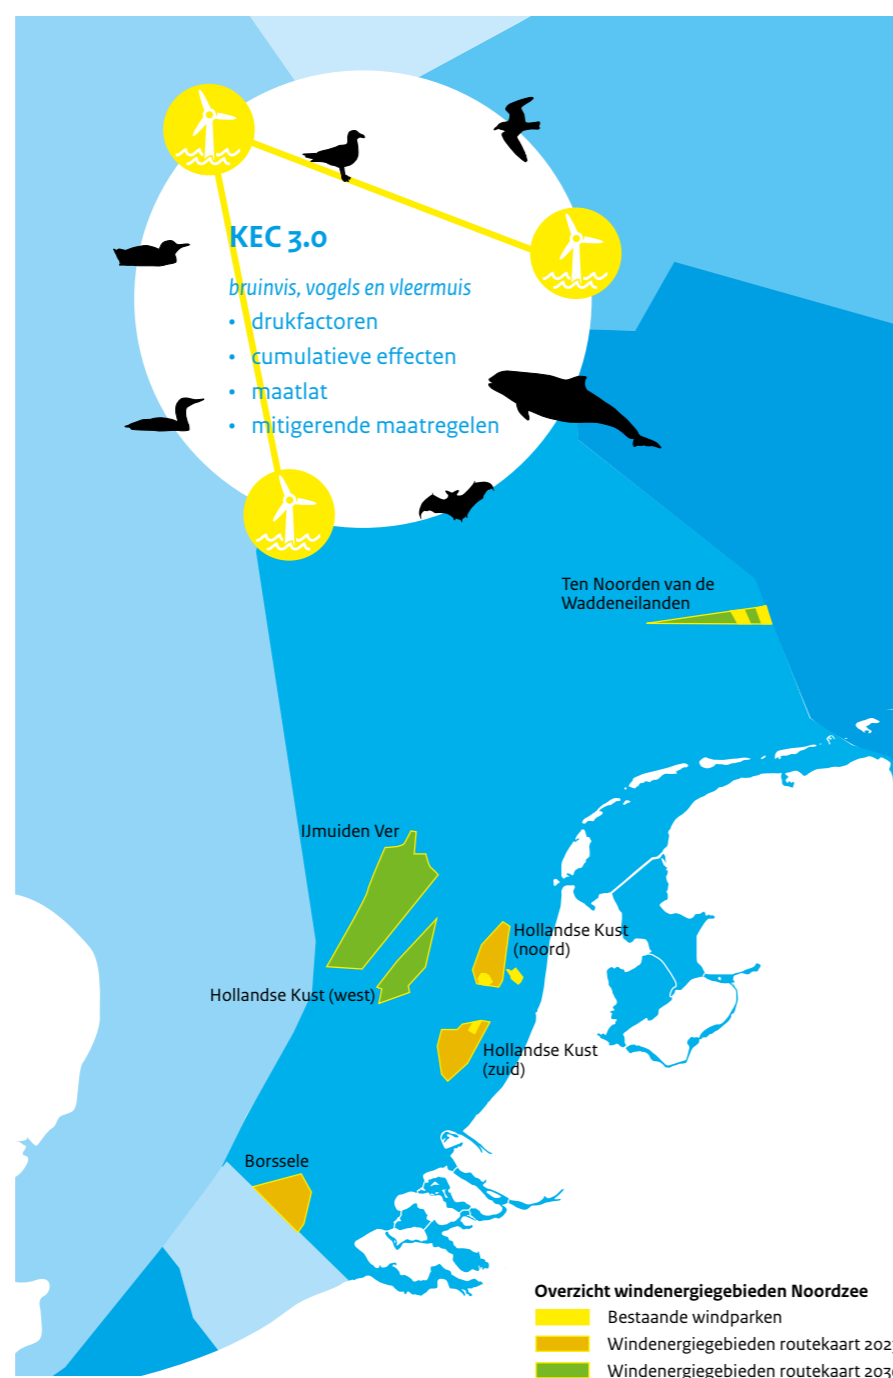 KEC 3.0
bruinvis, vogels en vleermuis
• drukfactoren
• cumulatieve effecten
• maatlat
• mitigerende maatregelen
Ten Noorden van de
Waddeneilanden
IJmuiden Ver
Hollandse Kust
(noord)
Hollandse Kust (west)
Hollandse Kust
(zuid)
Borssele
Overzicht windenergiegebieden Noordzee
Bestaande windparken
Windenergiegebieden routekaart
Windenergiegebieden routekaart